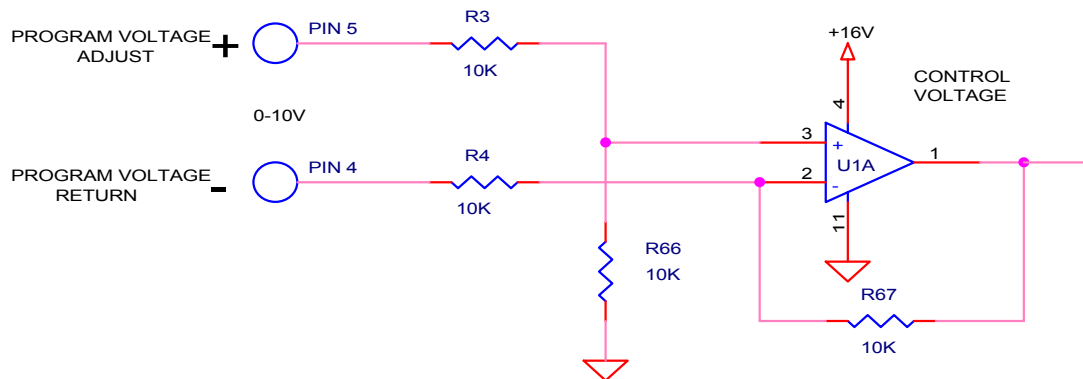 PROGRAM VOLTAGE
ADJUST
+
PIN 5
R3
10K
0-10V
PROGRAM VOLTAGE
RETURN
-
PIN 4
R4
10K
R66
10K
+16V
4
3
+
2
-
U1A
1
11
CONTROL
VOLTAGE
R67
10K